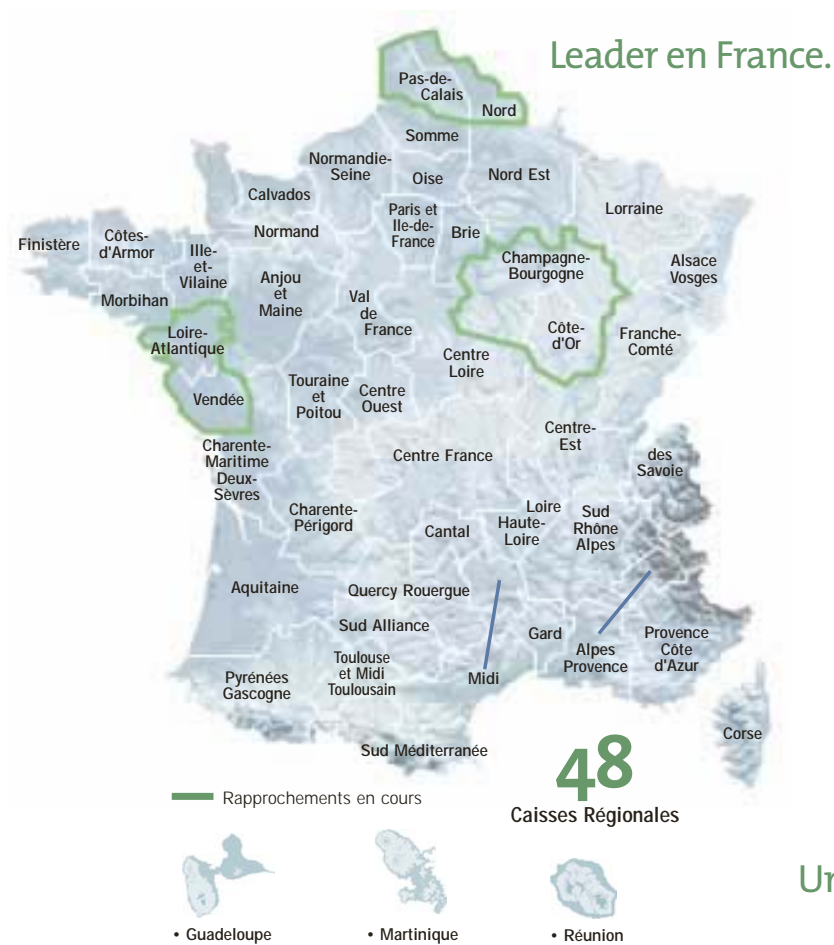 Leader en France.
Pas-de-
Calais
Nord
Somme
Normandie-
Seine
Oise
Nord Est
Calvados
Lorraine
Paris et
Ile-de-
France
Brie
Normand
Finistère
Côtes-
d'Armor
Ille-
et-
Vilaine
Champagne-
Bourgogne
Alsace
Vosges
Anjou
et
Maine
Morbihan
Val
de
France
Loire-
Atlantique
Côte-
d'Or
Franche-
Comté
Centre
Loire
Touraine
et
Poitou
Centre
Ouest
Vendée
Centre-
Est
Charente-
Maritime
Deux-
Sèvres
Centre France
des
Savoie
Charente-
Périgord
Cantal
Loire
Haute-
Loire
Sud
Rhône
Alpes
Aquitaine
Quercy Rouergue
Sud Alliance
Gard
Alpes
Provence
Provence
Côte
d'Azur
Toulouse
et Midi
Toulousain
Pyrénées
Gascogne
Midi
Corse
Sud Méditerranée
48
Caisses Régionales
Rapprochements en cours
Un
• Guadeloupe
• Martinique
• Réunion